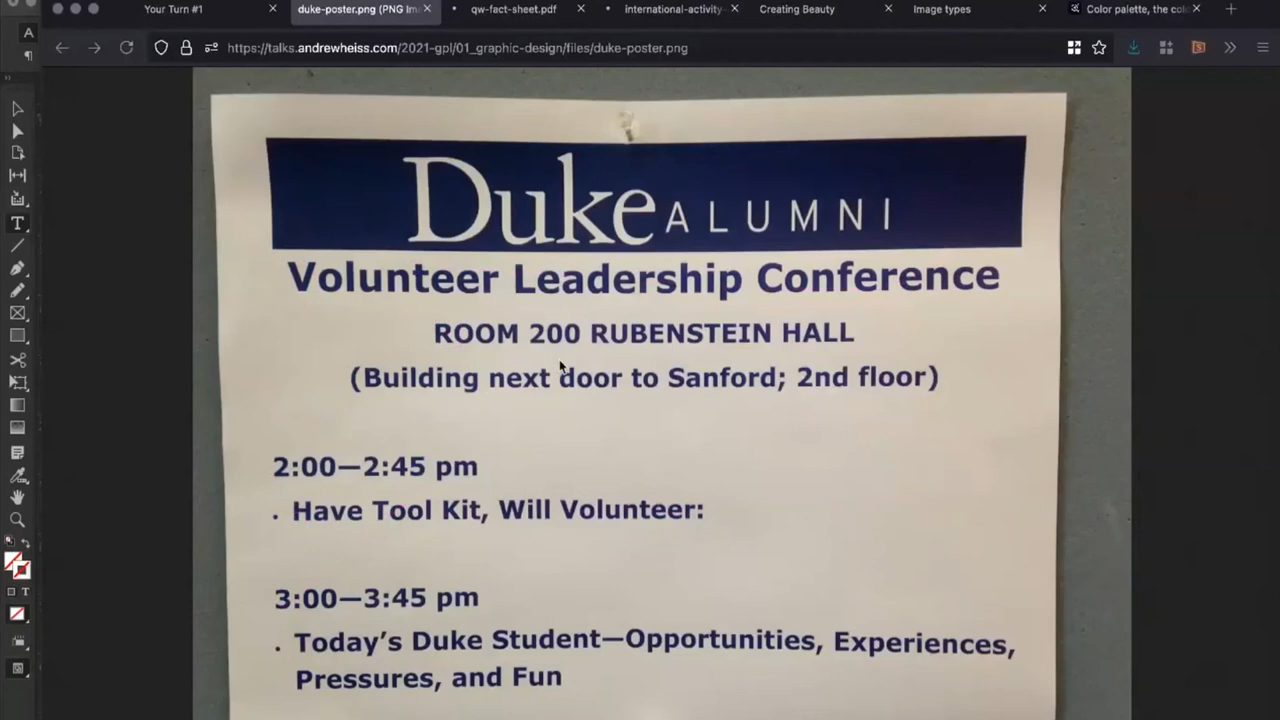 Your Turn #1
duke-poster.png (PNG Im
qw-fact-sheet.pdf
international-activity-
Creating Beauty
Image types
Color palette, the col
https://talks.andrewheiss.com/2021-gpl/01_graphic-design/files/duke-poster.png
Duke ALUMNI
Volunteer Leadership Conference
ROOM 200 RUBENSTEIN HALL
(Building next door to Sanford; 2nd floor)
2:00—2:45 pm
. Have Tool Kit, Will Volunteer:
3:00—3:45 pm
. Today’s Duke Student—Opportunities, Experiences,
Pressures, and Fun